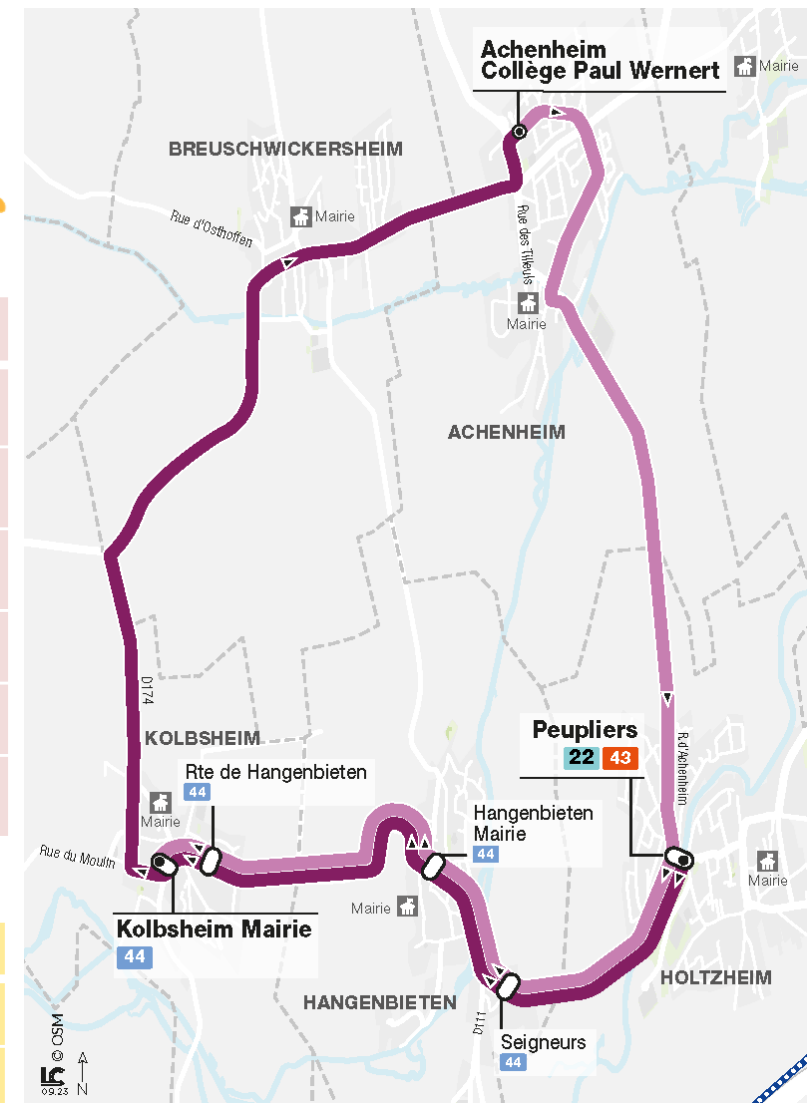 Achenheim
Collège Paul Wernert
Mairie
BREUSCHWICKERSHEIM
Mairie
Rue d'Osthoffen
Rue des Tilleuls
Mairie
ACHENHEIM
D174
KOLBSHEIM
Rte de Hangenbieten
44
Mairie
Rue du Moulin
Kolbsheim Mairie
44
Peupliers
22 43
R.d'Achenheim
Hangenbieten
Mairie
44
Mairie
Mairie
HOLTZHEIM
HANGENBIETEN
D111
Seigneurs
44
© OSM
09.23
N